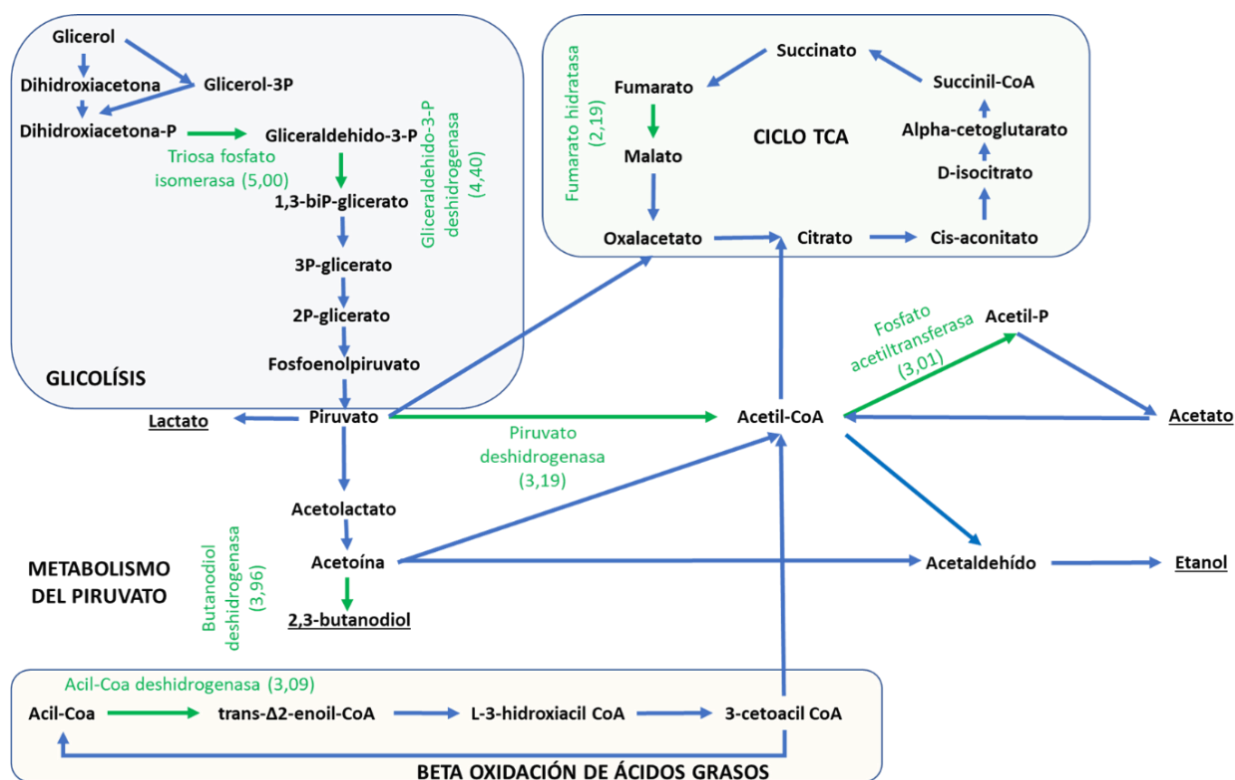 Glicerol
Dihidroxiacetona
Glicerol-3P
Dihidroxiacetona-P
Triosa fosfato
isomerasa (5,00)
Gliceraldehido-3-P
Gliceraldehido-3-P
deshidrogenasa
(4,40)
1,3-biP-glicerato
3P-glicerato
2P-glicerato
Fosfoenolpiruvato
GLICOLÍSIS
Succinato
Fumarato
Succinil-CoA
Fumarato hidratasa
(2,19)
CICLO TCA
Alpha-cetoglutarato
Malato
D-isocitrato
Oxalacetato
Citrato
Cis-aconitato
Fosfato
acetiltransferasa
(3,01)
Acetil-P
Lactato
Piruvato
Acetil-CoA
Acetato
Piruvato
deshidrogenasa
(3,19)
Acetolactato
METABOLISMO
DEL PIRUVATO
Butanodiol
deshidrogenasa
(3,96)
Acetoína
Acetaldehído
Etanol
2,3-butanodiol
Acil-Coa deshidrogenasa (3,09)
Acil-Coa
trans-Δ2-enoil-CoA
L-3-hidroxiacil CoA
3-cetoacil CoA
BETA OXIDACIÓN DE ÁCIDOS GRASOS